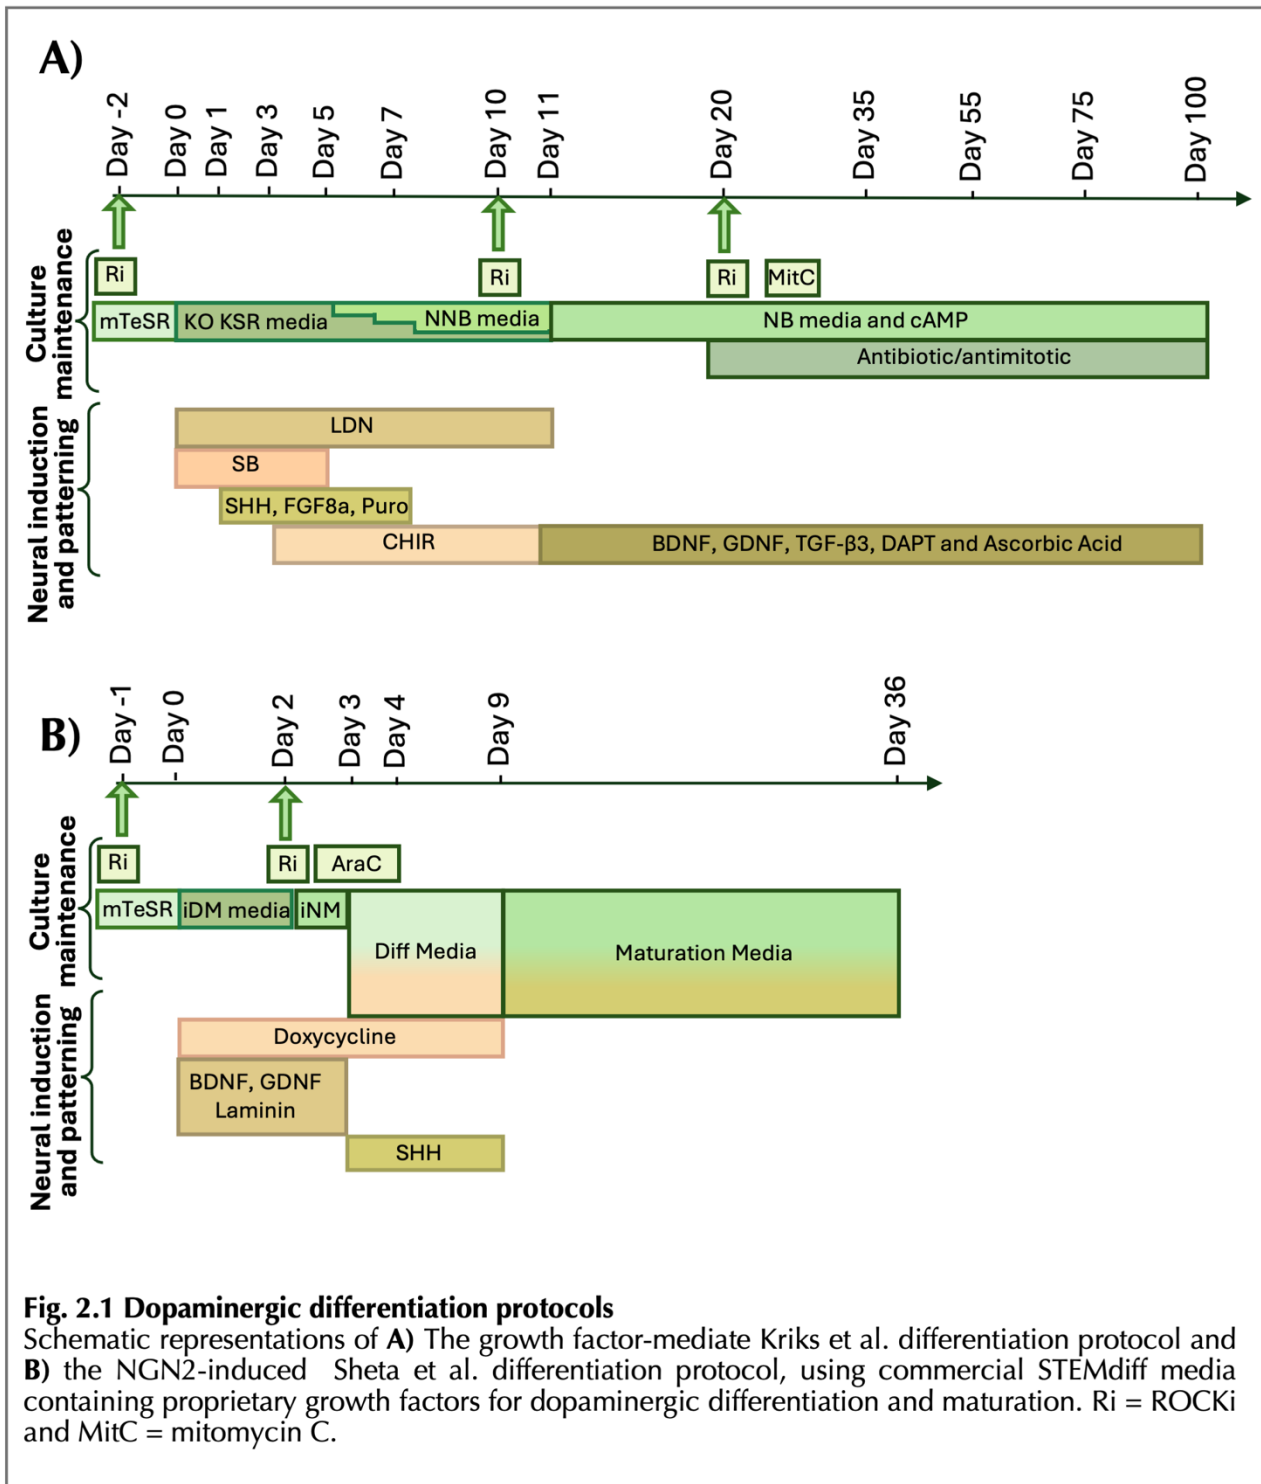 A)
Day -2
Day 0
Day 1
Day 3
Day 5
Day 7
Day 10
Day 11
Day 20
Day 35
Day 55
Day 75
Day 100
Culture
maintenance
Ri
Ri
Ri
MitC
mTeSR
KO KSR media
NNB media
NB media and cAMP
Antibiotic/antimitotic
Neural induction
and patterning
LDN
SB
SHH, FGF8a, Puro
CHIR
BDNF, GDNF, TGF-β3, DAPT and Ascorbic Acid
B)
Day -1
Day 0
Day 2
Day 3
Day 4
Day 9
Day 36
Culture
maintenance
Ri
Ri
AraC
mTeSR
iDM media
iNM
Diff Media
Maturation Media
Neural induction
and patterning
Doxycycline
BDNF, GDNF
Laminin
SHH
Fig. 2.1 Dopaminergic differentiation protocols
Schematic representations of A) The growth factor-mediate Kriks et al. differentiation protocol and
B) the NGN2-induced Sheta et al. differentiation protocol, using commercial STEMdiff media
containing proprietary growth factors for dopaminergic differentiation and maturation. Ri = ROCKi
and MitC = mitomycin C.